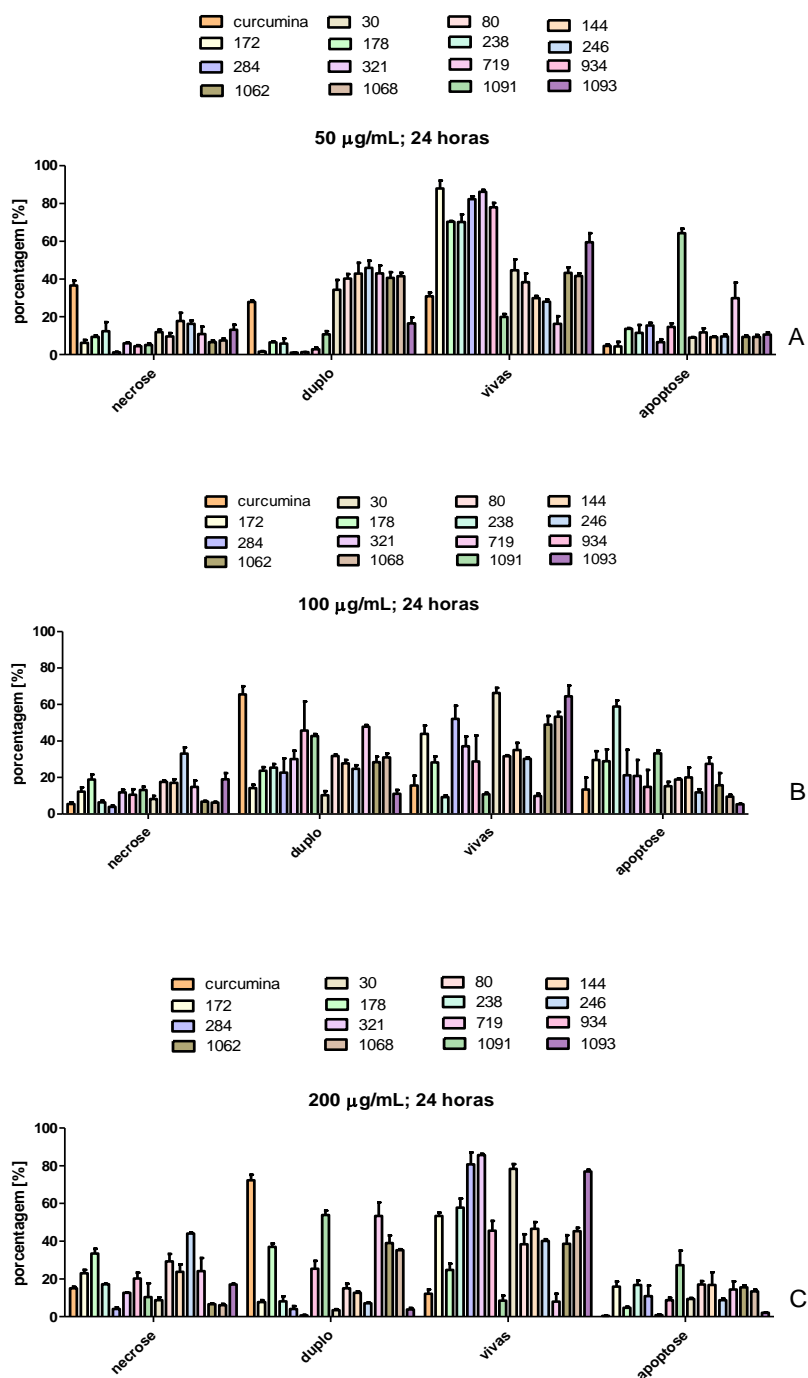 curcumina 30 80 144
172 178 238 246
284 321 719 934
1062 1068 1091 1093
50 µg/mL; 24 horas
porcentagem [%]
100
80
60
40
20
0
necrose duplo vivas apoptose
A
curcumina 30 80 144
172 178 238 246
284 321 719 934
1062 1068 1091 1093
100 µg/mL; 24 horas
porcentagem [%]
100
80
60
40
20
0
necrose duplo vivas apoptose
B
curcumina 30 80 144
172 178 238 246
284 321 719 934
1062 1068 1091 1093
200 µg/mL; 24 horas
porcentagem [%]
100
80
60
40
20
0
necrose duplo vivas apoptose
C